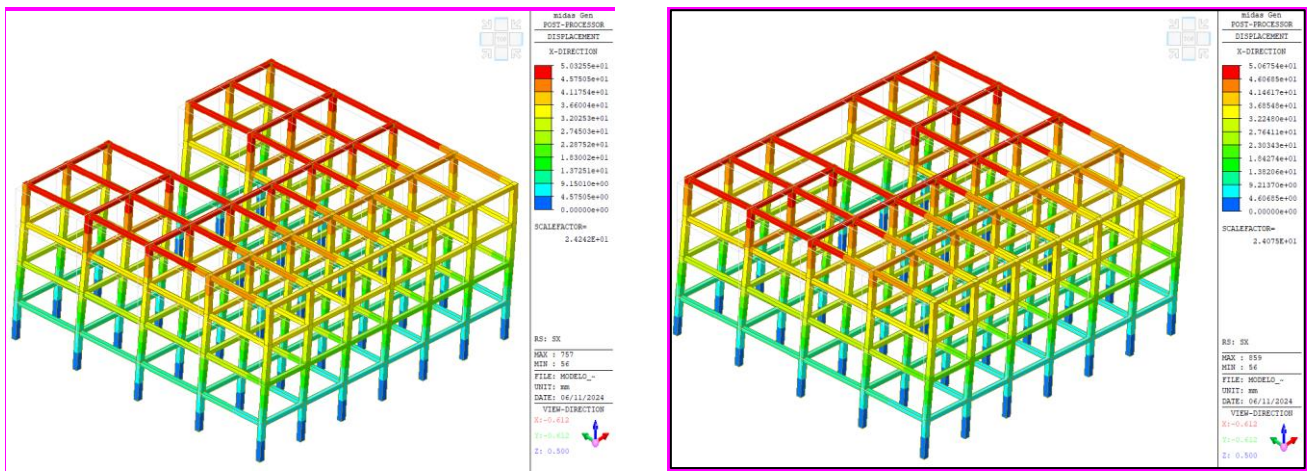 midas Gen
POST-PROCESSOR
DISPLACEMENT
X-DIRECTION
5.03255e+01
4.57505e+01
4.11754e+01
3.66004e+01
3.20253e+01
2.74503e+01
2.28752e+01
1.83002e+01
1.37251e+01
9.15010e+00
4.57505e+00
0.00000e+00
SCALEFACTOR=
2.4242E+01
RS: SX
MAX : 757
MIN : 56
FILE: MODELO_~
UNIT: mm
DATE: 06/11/2024
VIEW-DIRECTION
X:-0.612
Y:-0.612
Z: 0.500
midas Gen
POST-PROCESSOR
DISPLACEMENT
X-DIRECTION
5.06754e+01
4.60685e+01
4.14617e+01
3.68548e+01
3.22480e+01
2.76411e+01
2.30343e+01
1.84274e+01
1.38206e+01
9.21370e+00
4.60685e+00
0.00000e+00
SCALEFACTOR=
2.4075E+01
RS: SX
MAX : 859
MIN : 56
FILE: MODELO_~
UNIT: mm
DATE: 06/11/2024
VIEW-DIRECTION
X:-0.612
Y:-0.612
Z: 0.500